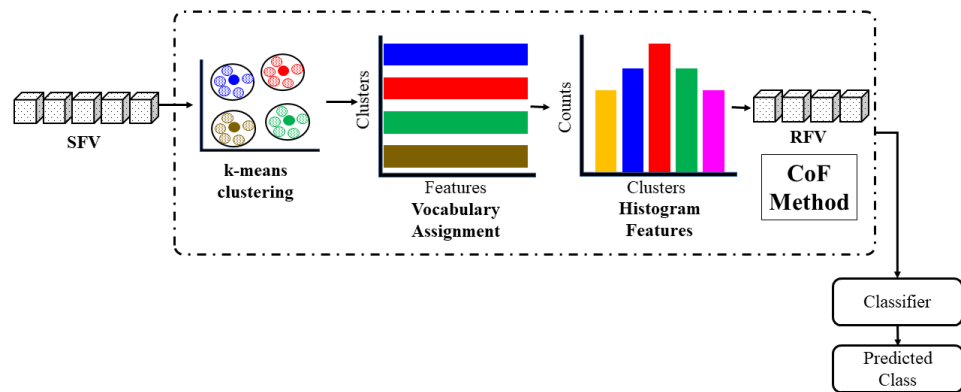 SFV
k-means
clustering
Clusters
Features
Vocabulary
Assignment
Counts
Clusters
Histogram
Features
RFV
CoF
Method
Classifier
Predicted
Class